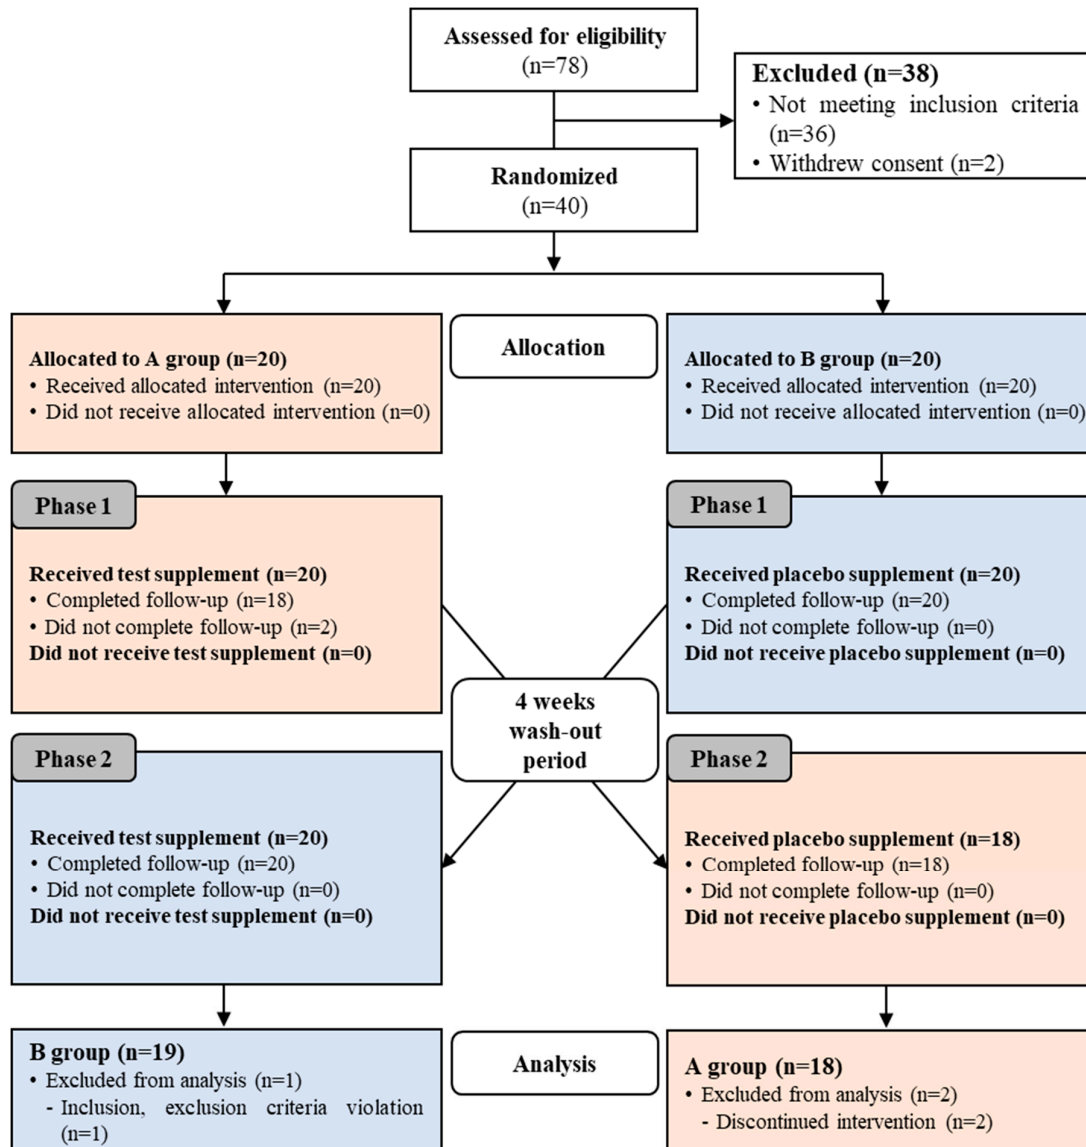 Assessed for eligibility
(n=78)
Excluded (n=38)
• Not meeting inclusion criteria
(n=36)
• Withdrew consent (n=2)
Randomized
(n=40)
Allocated to A group (n=20)
• Received allocated intervention (n=20)
• Did not receive allocated intervention (n=0)
Allocation
Allocated to B group (n=20)
• Received allocated intervention (n=20)
• Did not receive allocated intervention (n=0)
Phase 1
Received test supplement (n=20)
• Completed follow-up (n=18)
• Did not complete follow-up (n=2)
Did not receive test supplement (n=0)
Phase 1
Received placebo supplement (n=20)
• Completed follow-up (n=20)
• Did not complete follow-up (n=0)
Did not receive placebo supplement (n=0)
4 weeks
wash-out
period
Phase 2
Received test supplement (n=20)
• Completed follow-up (n=20)
• Did not complete follow-up (n=0)
Did not receive test supplement (n=0)
Phase 2
Received placebo supplement (n=18)
• Completed follow-up (n=18)
• Did not complete follow-up (n=0)
Did not receive placebo supplement (n=0)
B group (n=19)
• Excluded from analysis (n=1)
- Inclusion, exclusion criteria violation
(n=1)
Analysis
A group (n=18)
• Excluded from analysis (n=2)
- Discontinued intervention (n=2)